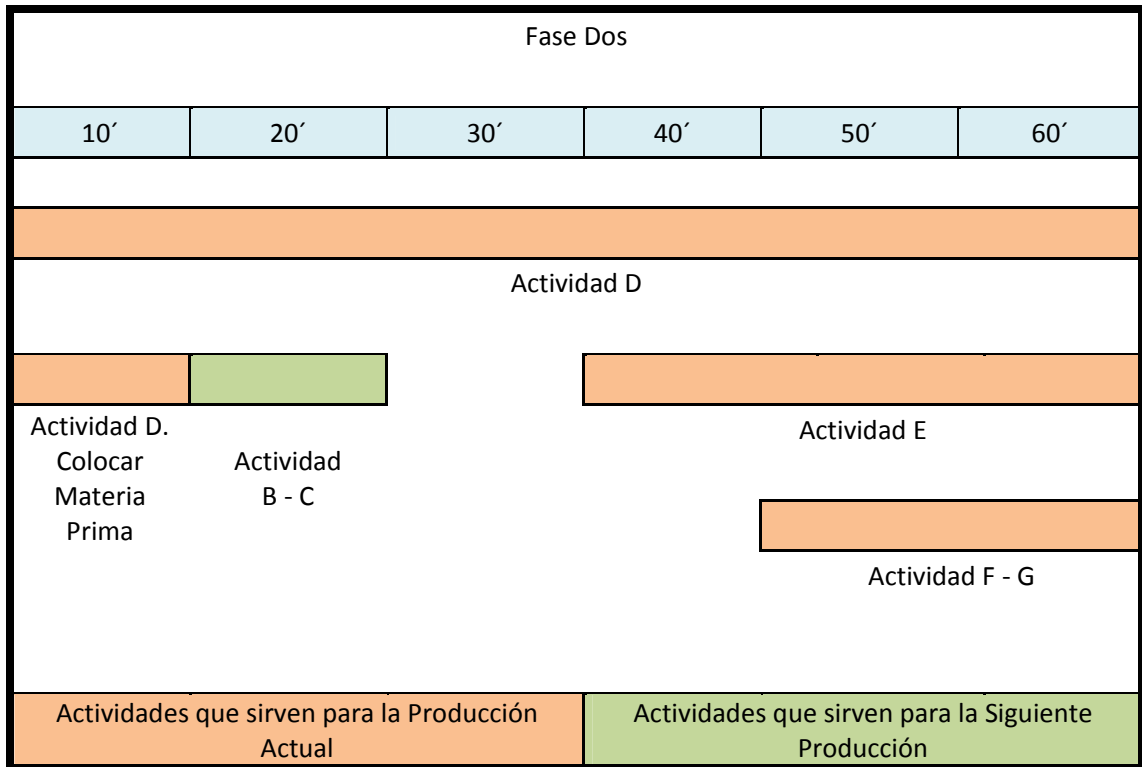 Fase Dos
10´ 20´ 30´ 40´ 50´ 60´
Actividad D
Actividad D.
Colocar
Materia
Prima
Actividad
B - C
Actividad E
Actividad F - G
Actividades que sirven para la Producción
Actual
Actividades que sirven para la Siguiente
Producción